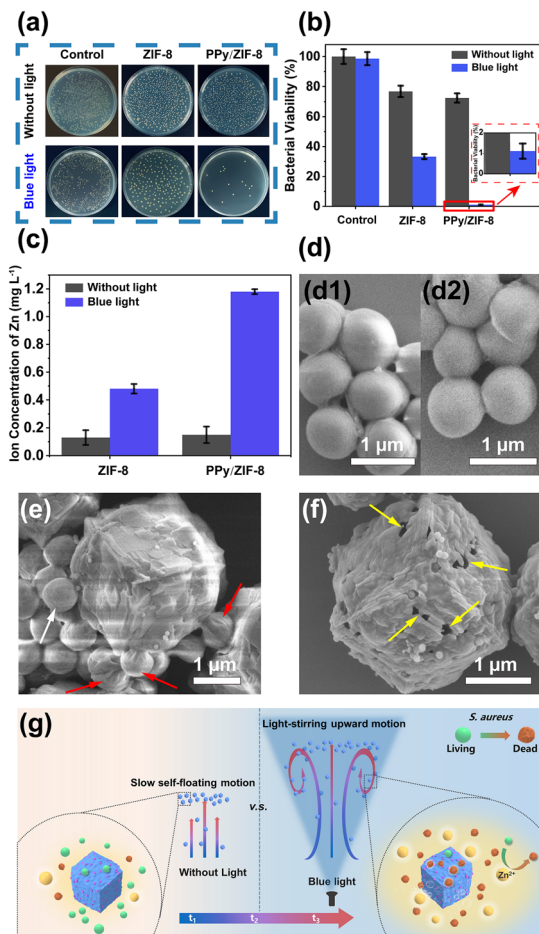 (a)
Control ZIF-8 PPy/ZIF-8
Without light
Blue light
(b)
Bacterial Viability (%)
120
100
80
60
40
20
0
Without light
Blue light
Bacterial Viability (%)
2
1
0
Control ZIF-8 PPy/ZIF-8
(c)
Ion Concentration of Zn (mg L⁻¹)
1.2
1.0
0.8
0.6
0.4
0.2
0.0
Without light
Blue light
ZIF-8 PPy/ZIF-8
(d)
(d1) (d2)
1 μm 1 μm
(e)
1 μm
(f)
1 μm
(g)
Light-stirring upward motion
S. aureus
Living Dead
Slow self-floating motion
v.s.
Without Light
Blue light
Zn²⁺
t₁ t₂ t₃